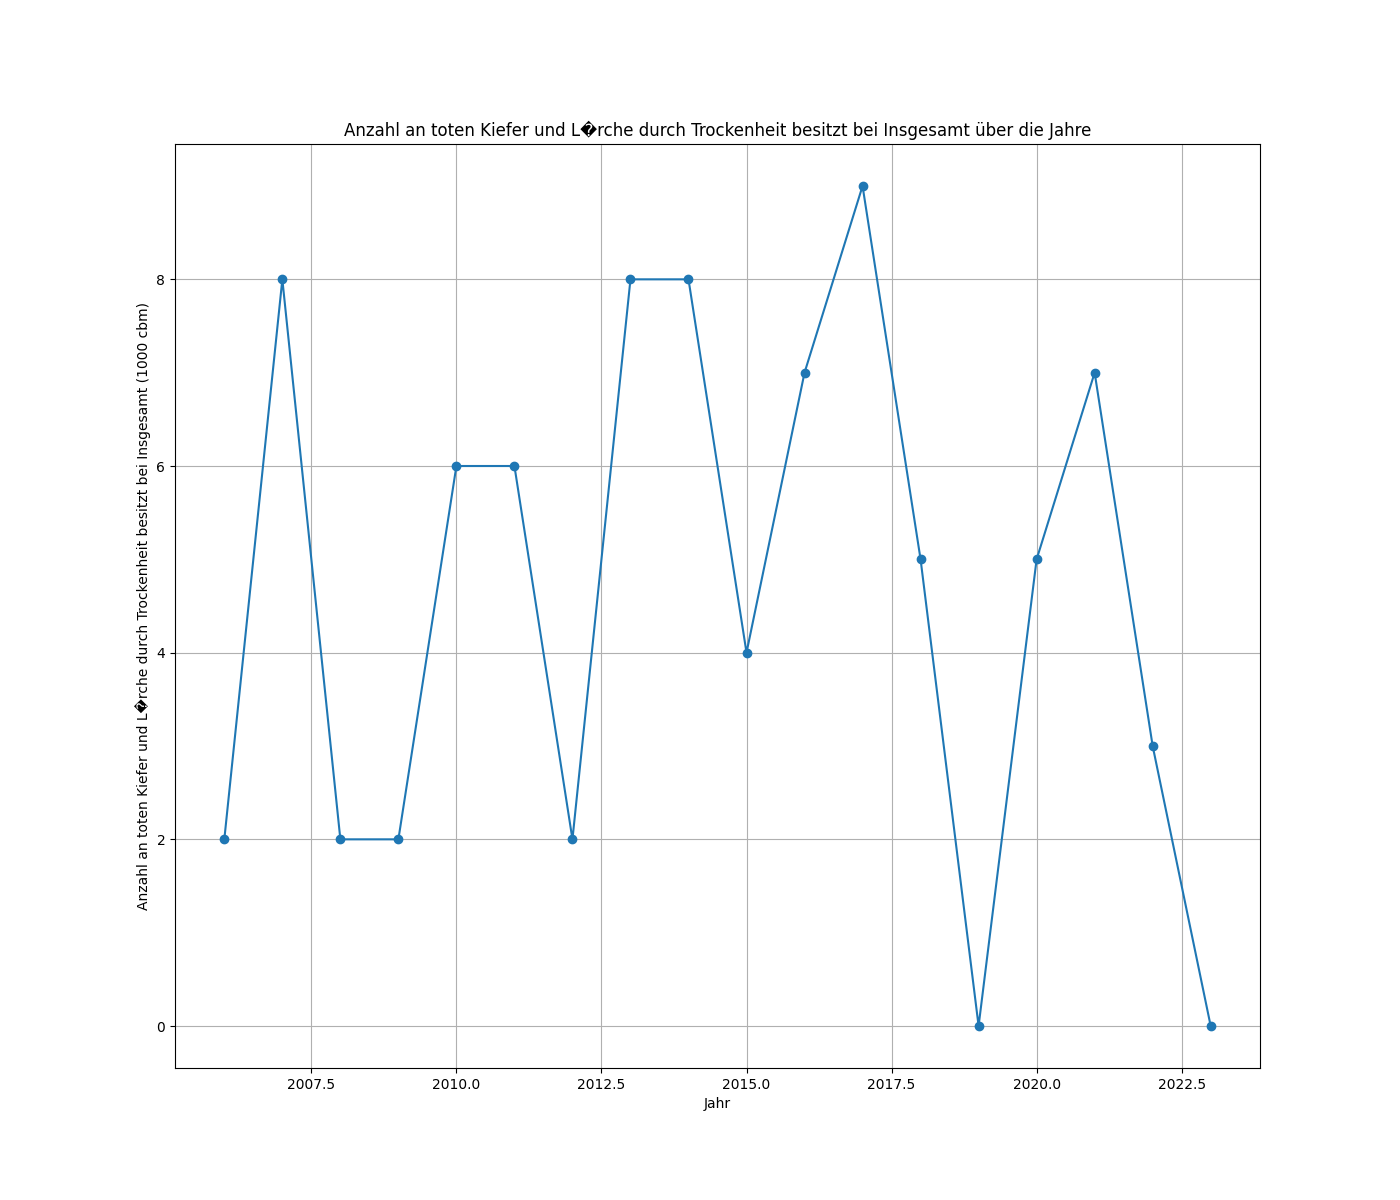 Anzahl an toten Kiefer und L�rche durch Trockenheit besitzt bei Insgesamt über die Jahre
Anzahl an toten Kiefer und L�rche durch Trockenheit besitzt bei Insgesamt (1000 cbm)
8
6
4
2
0
2007.5 2010.0 2012.5 2015.0 2017.5 2020.0 2022.5
Jahr